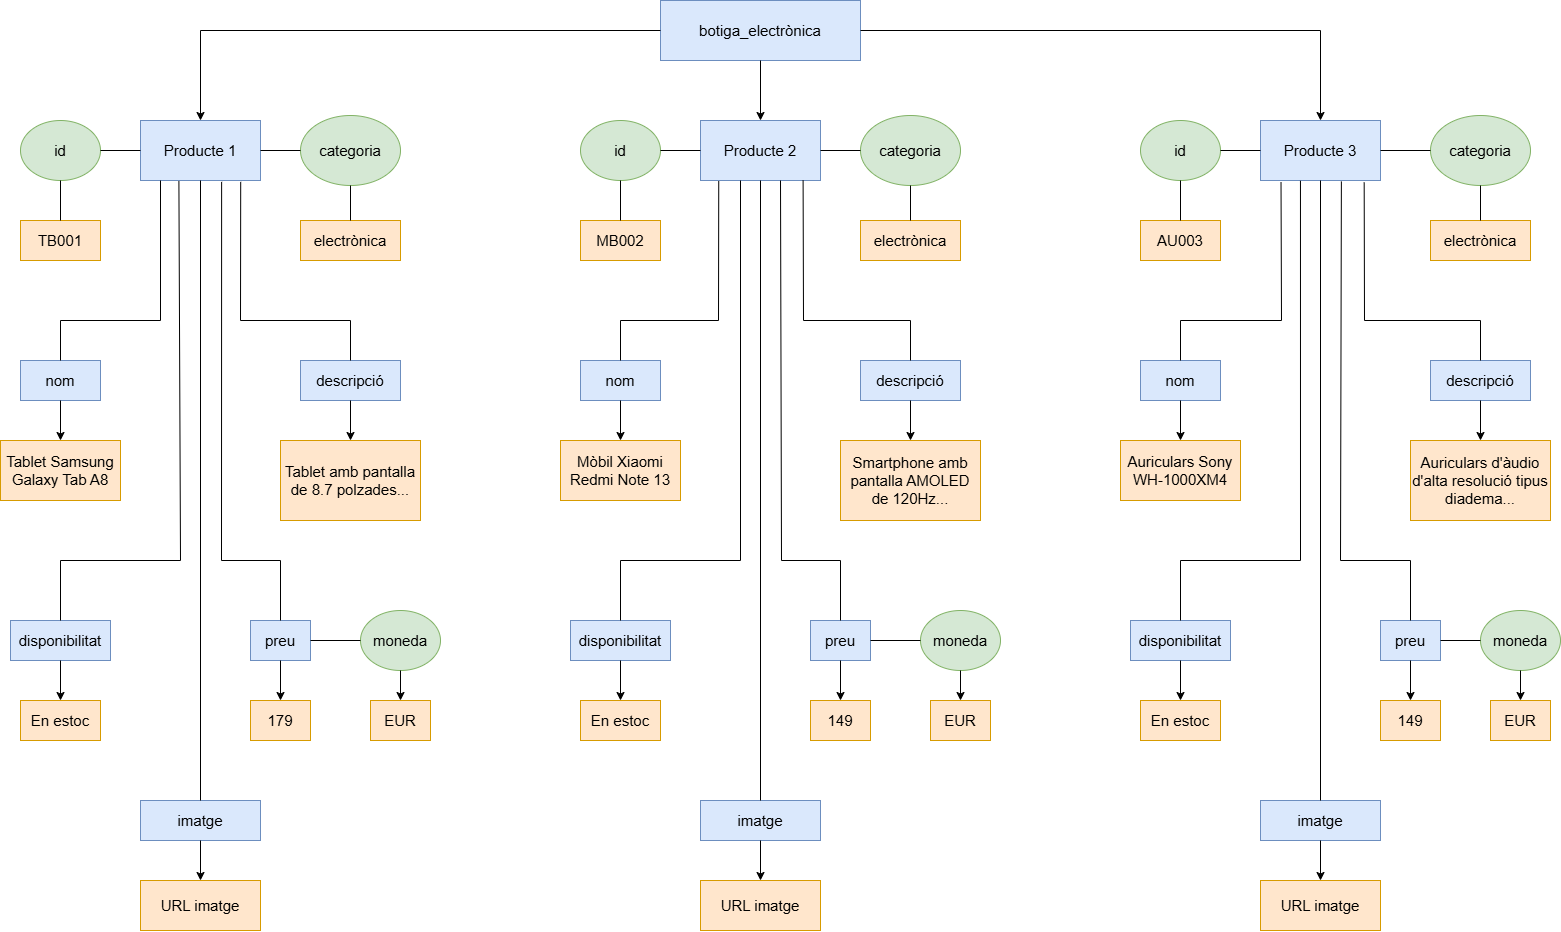 botiga_electrònica
id
Producte 1
categoria
id
Producte 2
categoria
id
Producte 3
categoria
TB001
electrònica
MB002
electrònica
AU003
electrònica
nom
descripció
nom
descripció
nom
descripció
Tablet Samsung
Galaxy Tab A8
Tablet amb pantalla
de 8.7 polzades...
Mòbil Xiaomi
Redmi Note 13
Smartphone amb
pantalla AMOLED
de 120Hz...
Auriculars Sony
WH-1000XM4
Auriculars d'àudio
d'alta resolució tipus
diadema...
disponibilitat
preu
moneda
disponibilitat
preu
moneda
disponibilitat
preu
moneda
En estoc
179
EUR
En estoc
149
EUR
En estoc
149
EUR
imatge
imatge
imatge
URL imatge
URL imatge
URL imatge